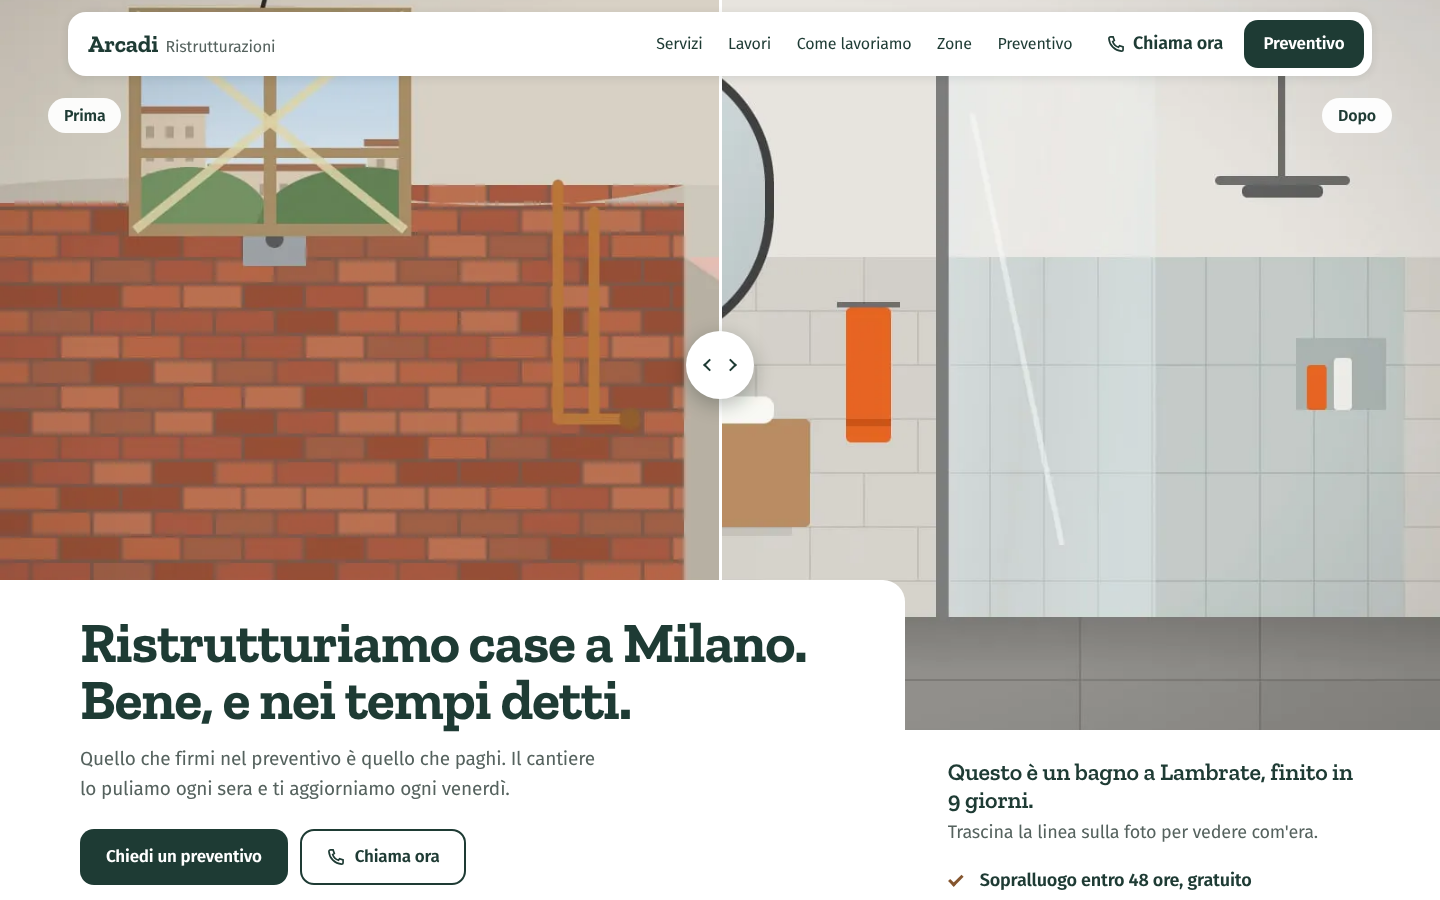 Arcadi Ristrutturazioni
Servizi Lavori Come lavoriamo Zone Preventivo Chiama ora Preventivo
Prima
Dopo
Ristrutturiamo case a Milano.
Bene, e nei tempi detti.
Quello che firmi nel preventivo è quello che paghi. Il cantiere
lo puliamo ogni sera e ti aggiorniamo ogni venerdì.
Chiedi un preventivo
Chiama ora
Questo è un bagno a Lambrate, finito in
9 giorni.
Trascina la linea sulla foto per vedere com'era.
Sopralluogo entro 48 ore, gratuito